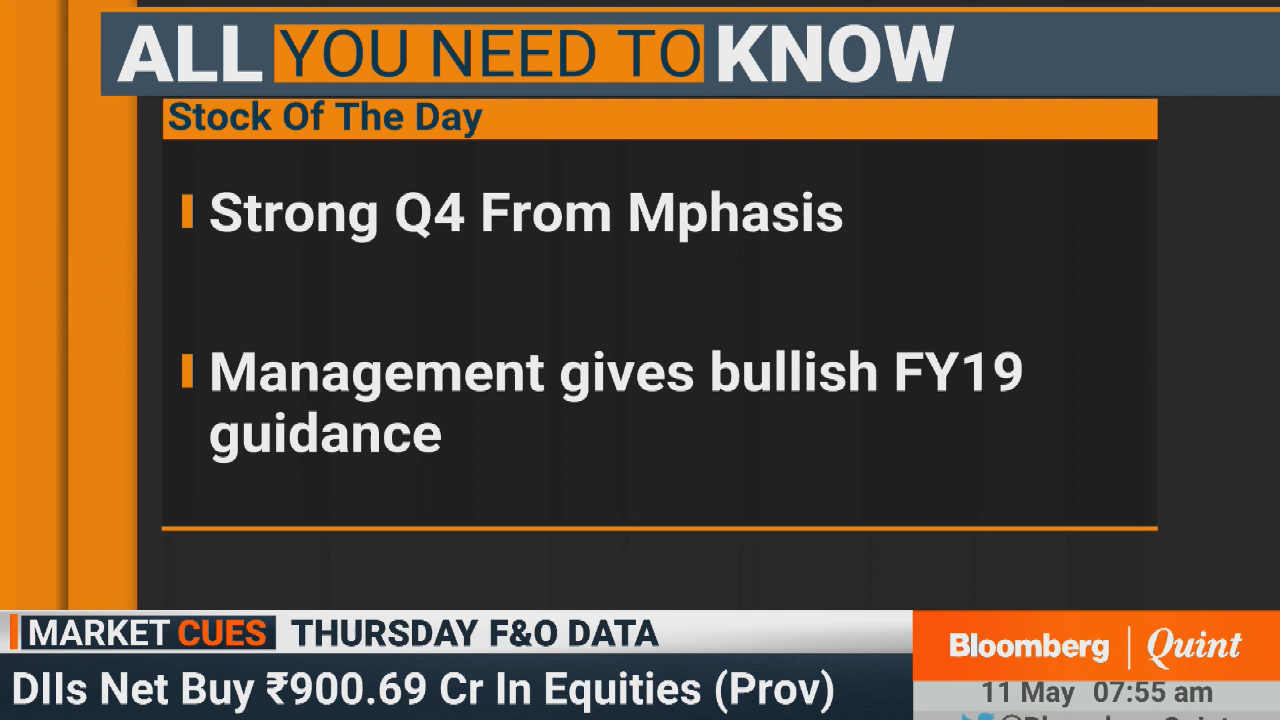 ALL YOU NEED TO KNOW
Stock Of The Day
Strong Q4 From Mphasis
Management gives bullish FY19
guidance
MARKET CUES THURSDAY F&O DATA
DIIs Net Buy ₹900.69 Cr In Equities (Prov)
Bloomberg | Quint
11 May 07:55 am